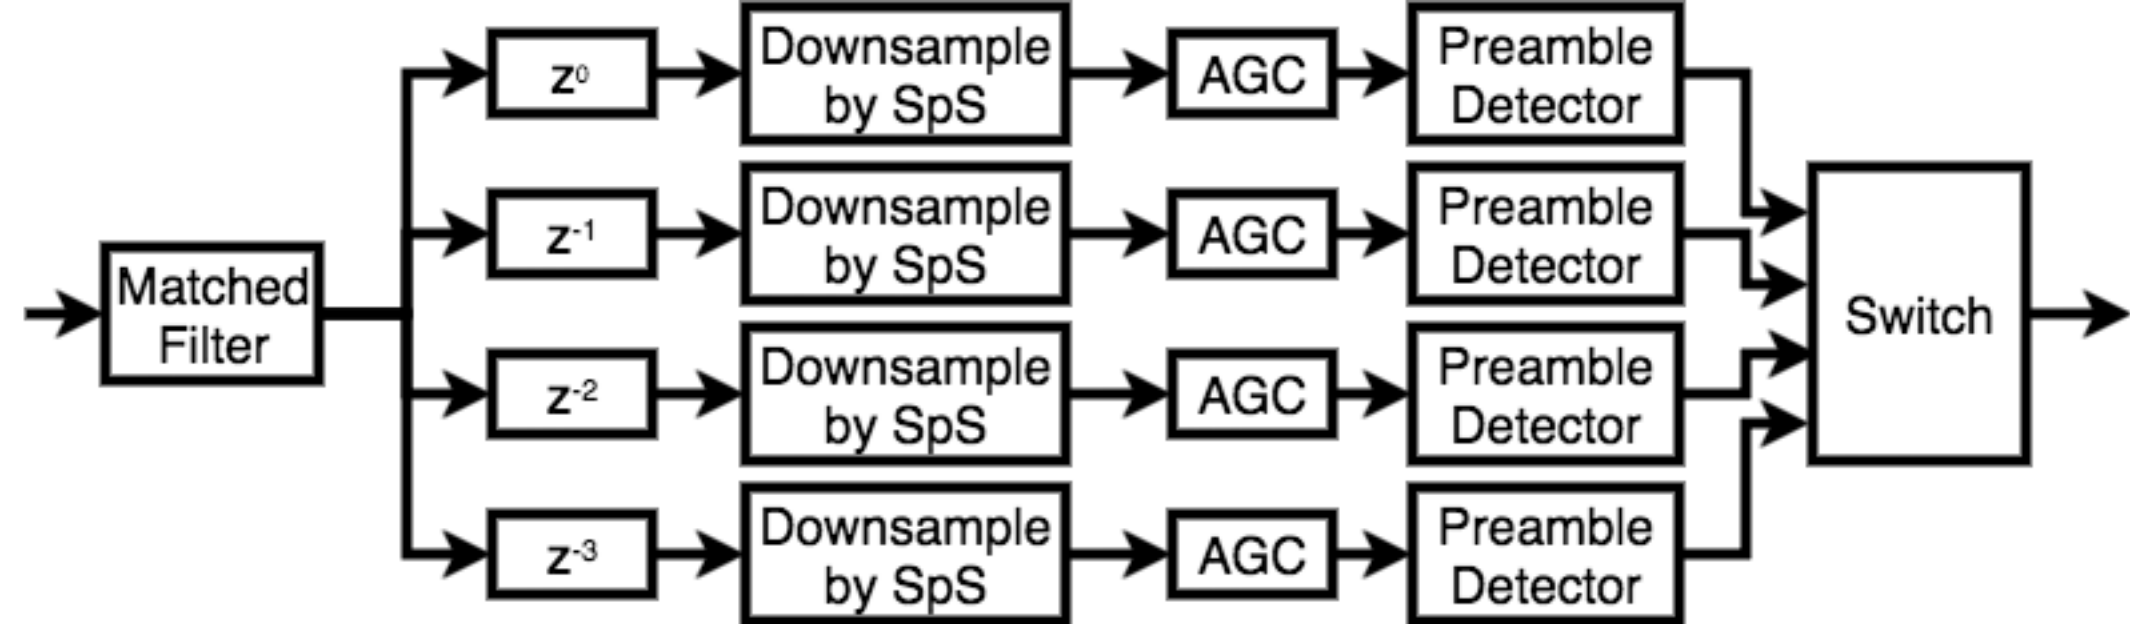 Matched
Filter
z⁰
Downsample
by SpS
AGC
Preamble
Detector
z⁻¹
Downsample
by SpS
AGC
Preamble
Detector
z⁻²
Downsample
by SpS
AGC
Preamble
Detector
z⁻³
Downsample
by SpS
AGC
Preamble
Detector
Switch